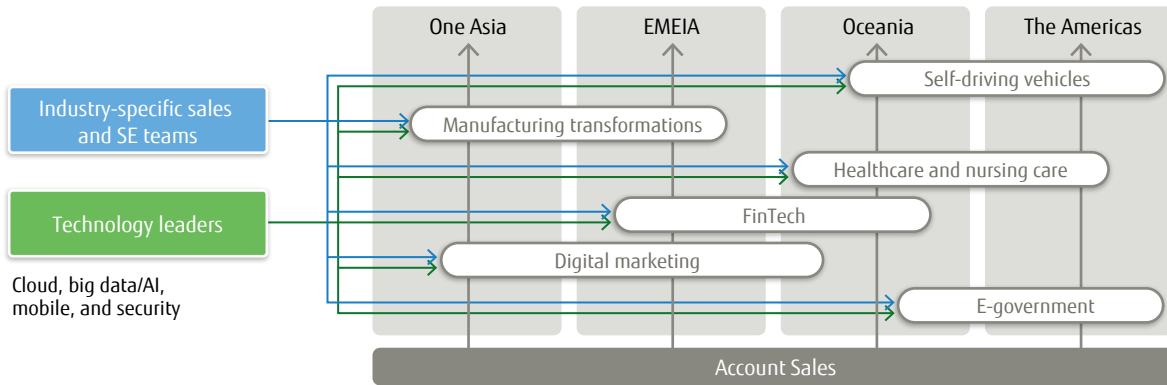 One Asia
EMEIA
Oceania
The Americas
Self-driving vehicles
Industry-specific sales
and SE teams
Manufacturing transformations
Healthcare and nursing care
Technology leaders
FinTech
Digital marketing
Cloud, big data/AI,
mobile, and security
E-government
Account Sales